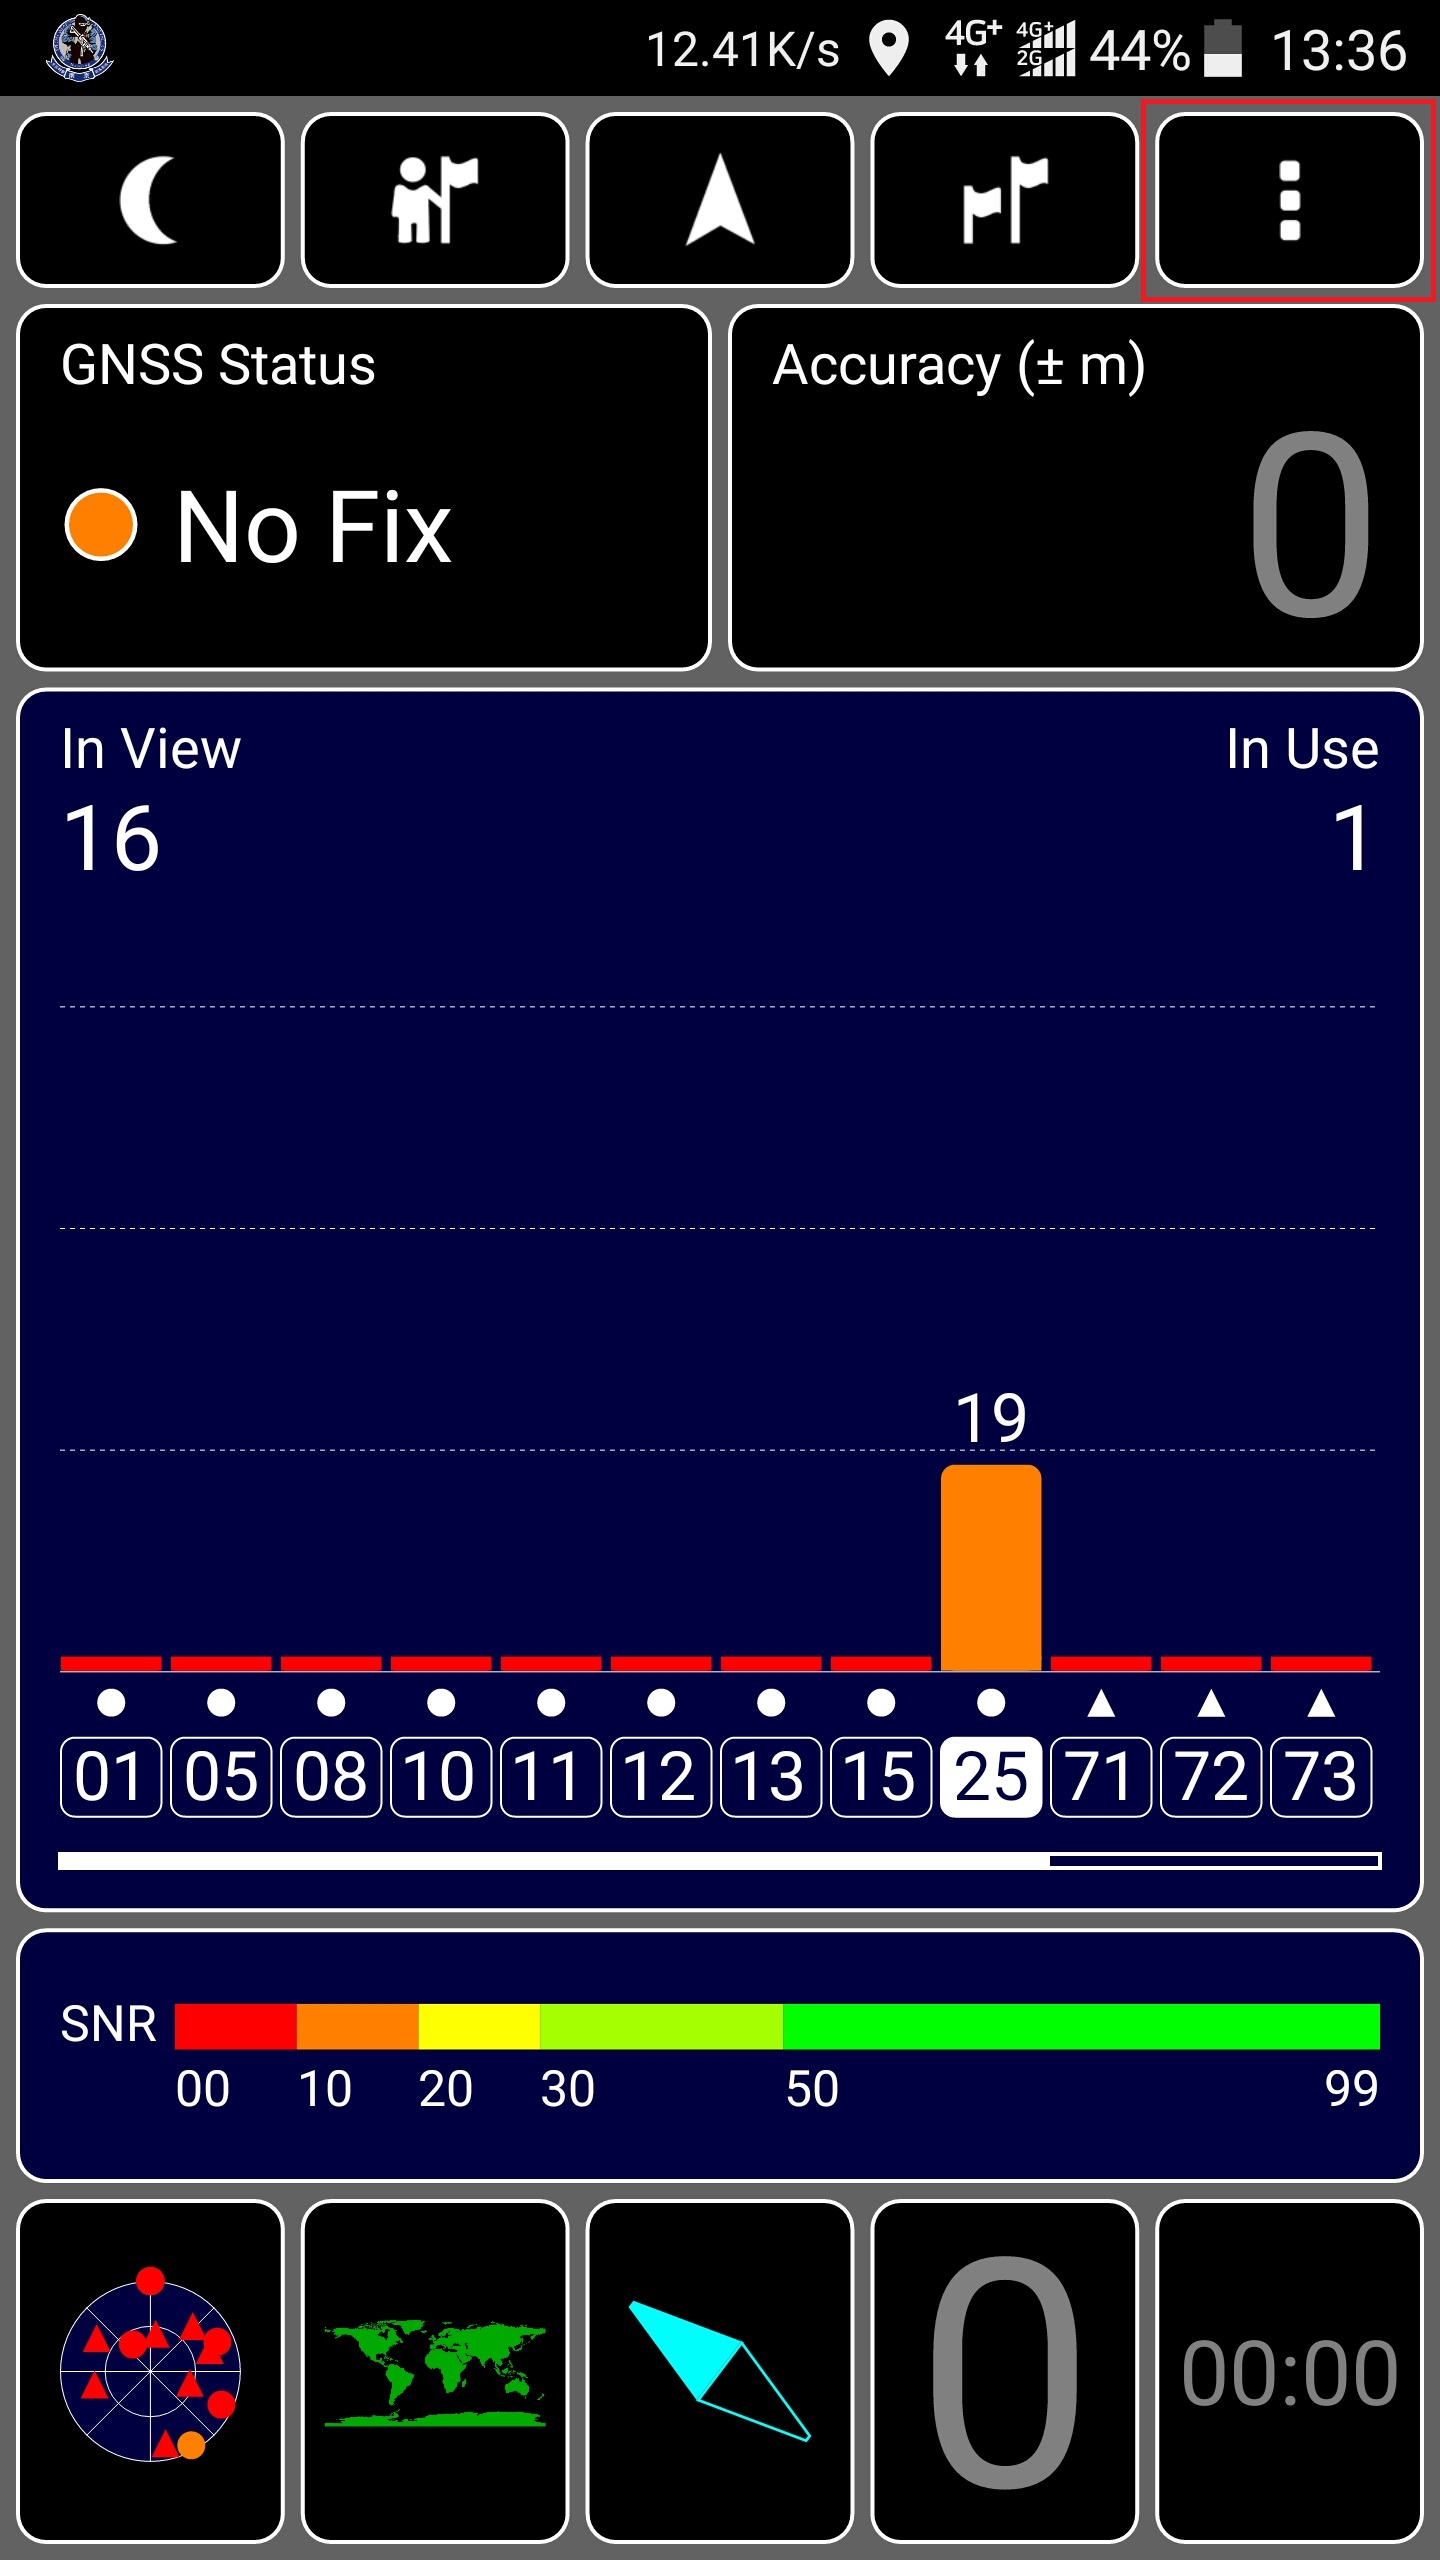 12.41K/s 4G+ 4G+ 2G 44% 13:36
GNSS Status Accuracy (± m)
No Fix 0
In View In Use
16 1
19
01 05 08 10 11 12 13 15 25 71 72 73
SNR
00 10 20 30 50 99
0 00:00